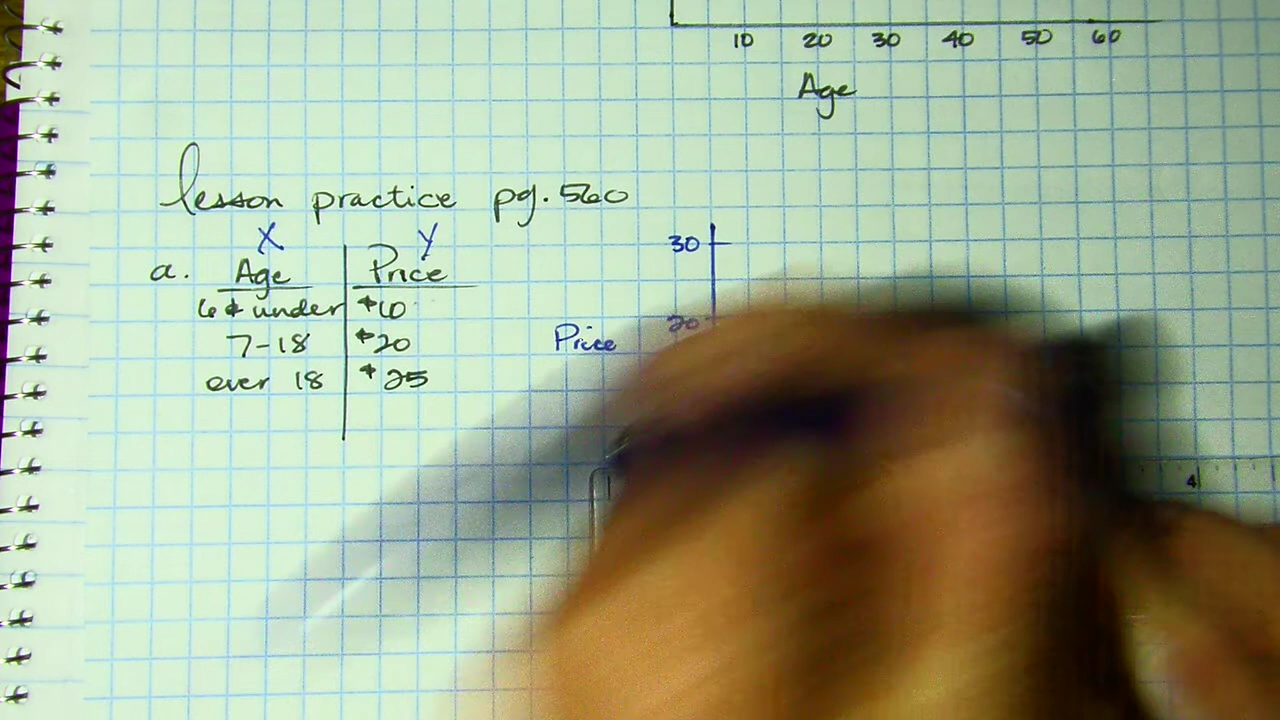 10 20 30 40 50 60
Age
lesson practice pg. 560
X Y
a. Age Price
6 & under $10
7-18 $20
over 18 $25
30
20
Price
4